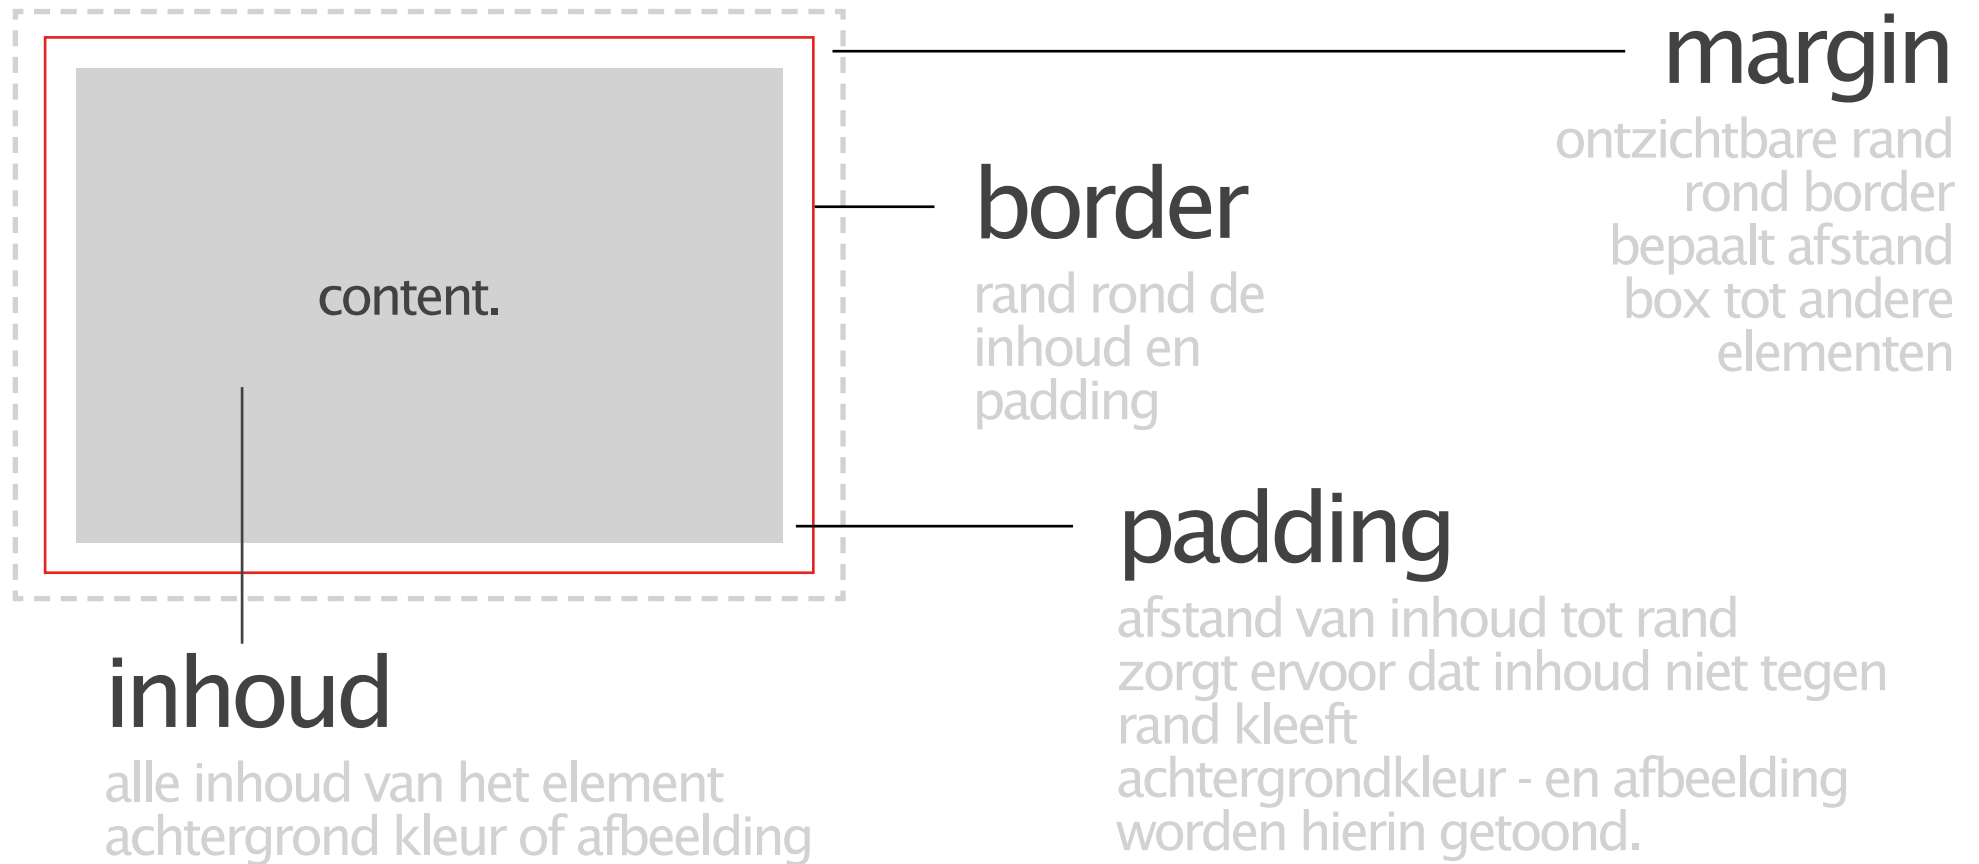 margin
ontzichtbare rand
rond border
bepaalt afstand
box tot andere
elementen
border
rand rond de
inhoud en
padding
content.
padding
afstand van inhoud tot rand
zorgt ervoor dat inhoud niet tegen
rand kleeft
achtergrondkleur - en afbeelding
worden hierin getoond.
inhoud
alle inhoud van het element
achtergrond kleur of afbeelding